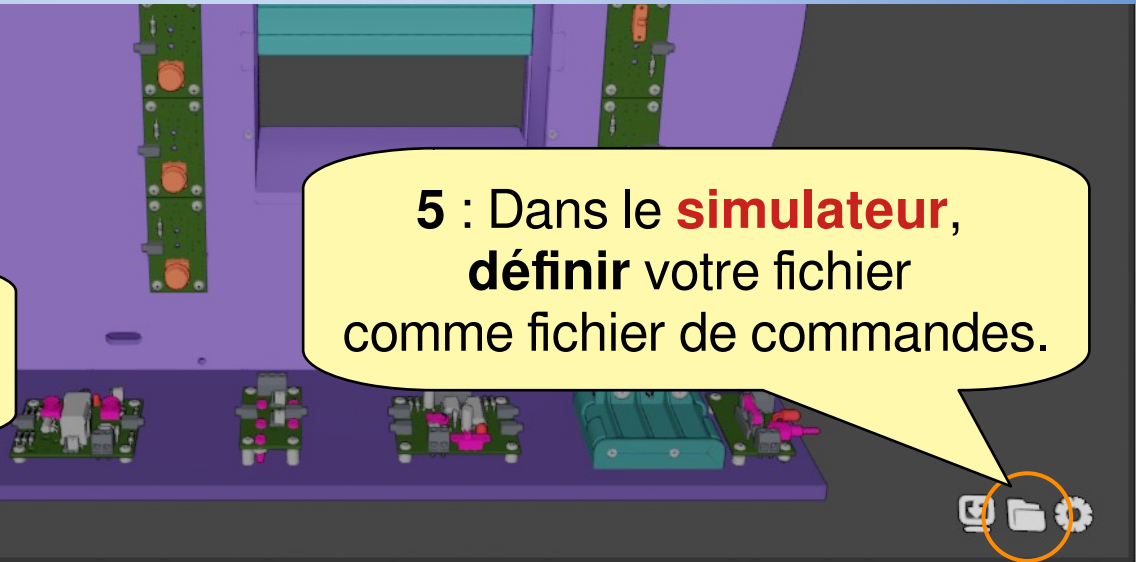 5 : Dans le simulateur,
définir votre fichier
comme fichier de commandes.